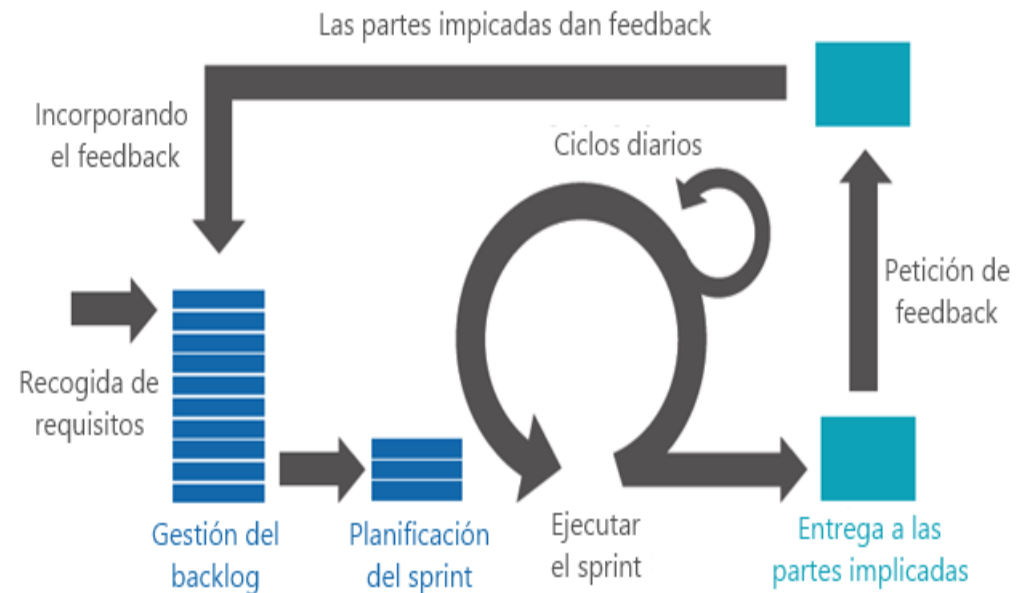 Las partes impicadas dan feedback
Incorporando
el feedback
Ciclos diarios
Petición de
feedback
Recogida de
requisitos
Gestión del
backlog
Planificación
del sprint
Ejecutar
el sprint
Entrega a las
partes implicadas